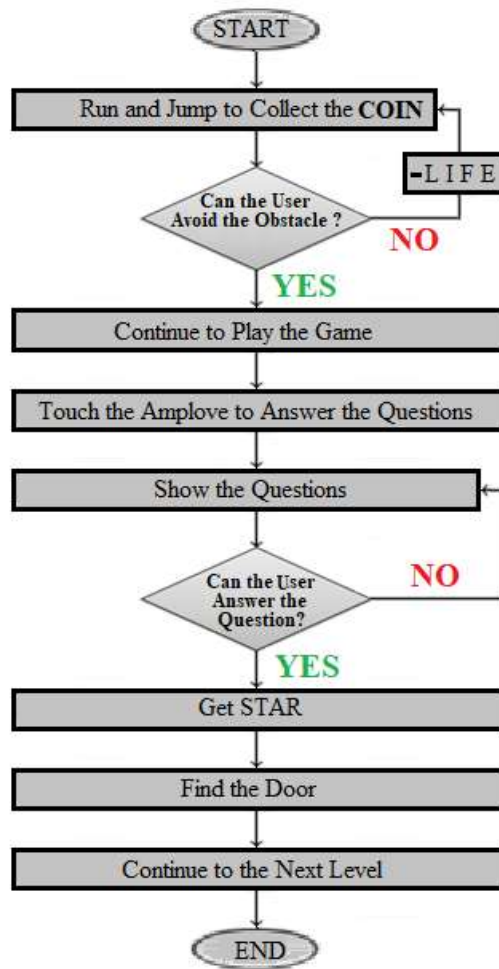 START
Run and Jump to Collect the COIN
-L I F E
Can the User
Avoid the Obstacle ?
NO
YES
Continue to Play the Game
Touch the Amplove to Answer the Questions
Show the Questions
Can the User
Answer the
Question?
NO
YES
Get STAR
Find the Door
Continue to the Next Level
END